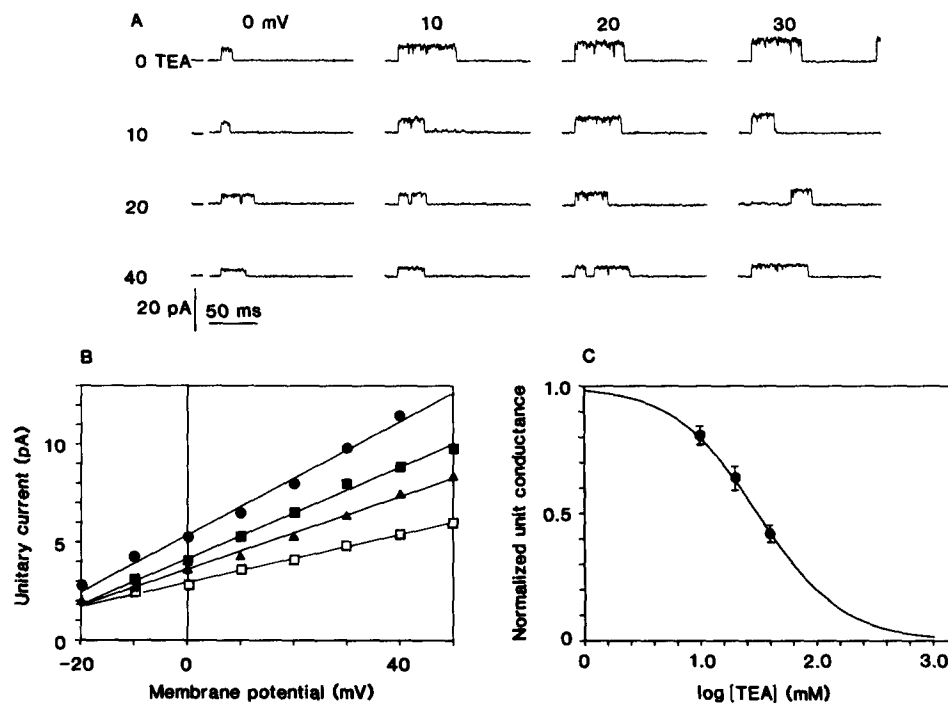 A
0 mV 10 20 30
0 TEA
10
20
40
20 pA 50 ms
B
Unitary current (pA)
10
5
0
-20 0 40
Membrane potential (mV)
C
Normalized unit conductance
1.0
0.5
0
0 1.0 2.0 3.0
log [TEA] (mM)